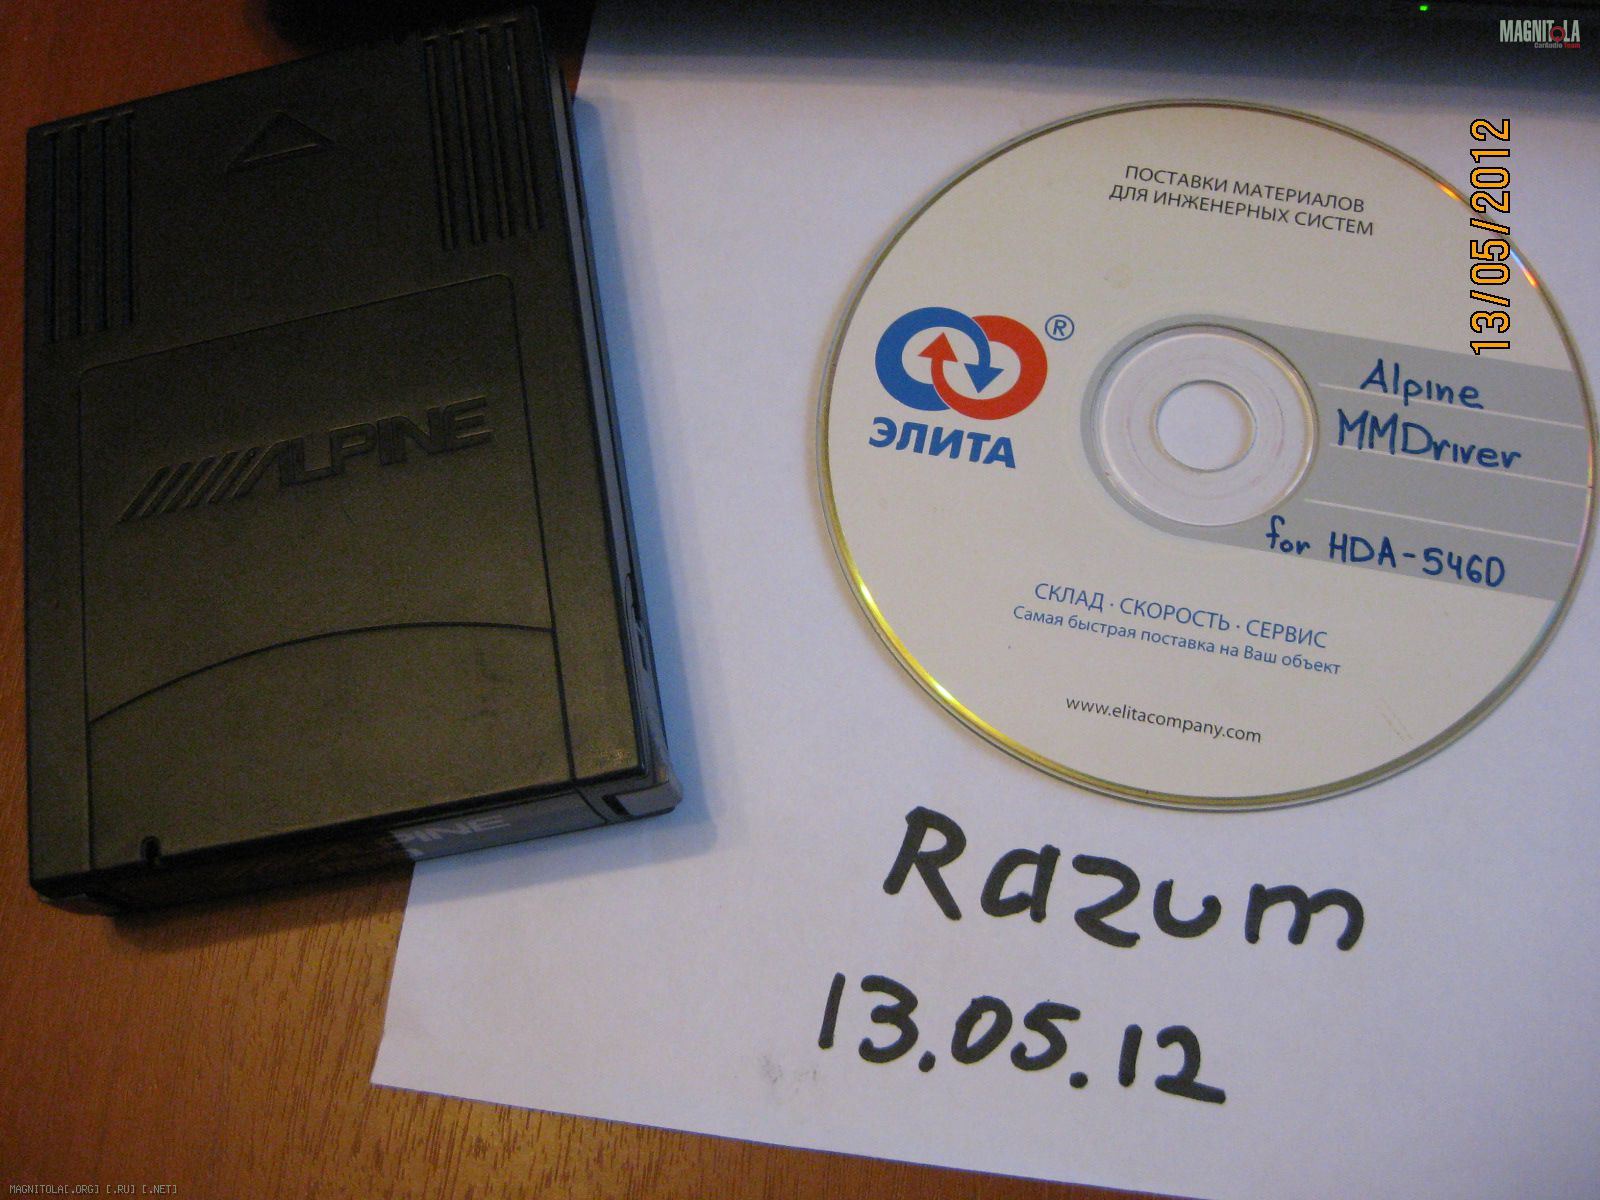 MAGNITOLA
CarAudio Team
13/05/2012
ALPINE
PINE
ПОСТАВКИ МАТЕРИАЛОВ
ДЛЯ ИНЖЕНЕРНЫХ СИСТЕМ
®
ЭЛИТА
Alpine
MMDriver
for HDA-5460
СКЛАД · СКОРОСТЬ · СЕРВИС
Самая быстрая поставка на Ваш объект
www.elitacompany.com
Razum
13.05.12
MAGNITOLA[.ORG] [.RU] [.NET]